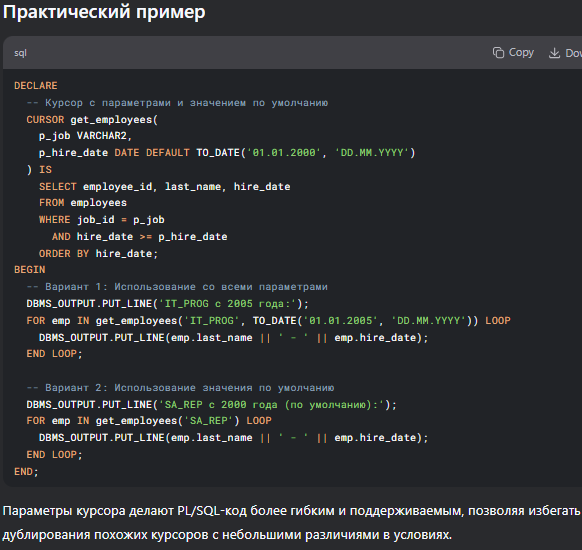 Практический пример
sql
Copy
Dow
DECLARE
-- Курсор с параметрами и значением по умолчанию
CURSOR get_employees(
p_job VARCHAR2,
p_hire_date DATE DEFAULT TO_DATE('01.01.2000', 'DD.MM.YYYY')
) IS
SELECT employee_id, last_name, hire_date
FROM employees
WHERE job_id = p_job
AND hire_date >= p_hire_date
ORDER BY hire_date;
BEGIN
-- Вариант 1: Использование со всеми параметрами
DBMS_OUTPUT.PUT_LINE('IT_PROG с 2005 года:');
FOR emp IN get_employees('IT_PROG', TO_DATE('01.01.2005', 'DD.MM.YYYY')) LOOP
DBMS_OUTPUT.PUT_LINE(emp.last_name || ' - ' || emp.hire_date);
END LOOP;
-- Вариант 2: Использование значения по умолчанию
DBMS_OUTPUT.PUT_LINE('SA_REP с 2000 года (по умолчанию):');
FOR emp IN get_employees('SA_REP') LOOP
DBMS_OUTPUT.PUT_LINE(emp.last_name || ' - ' || emp.hire_date);
END LOOP;
END;
Параметры курсора делают PL/SQL-код более гибким и поддерживаемым, позволяя избегать
дублирования похожих курсоров с небольшими различиями в условиях.